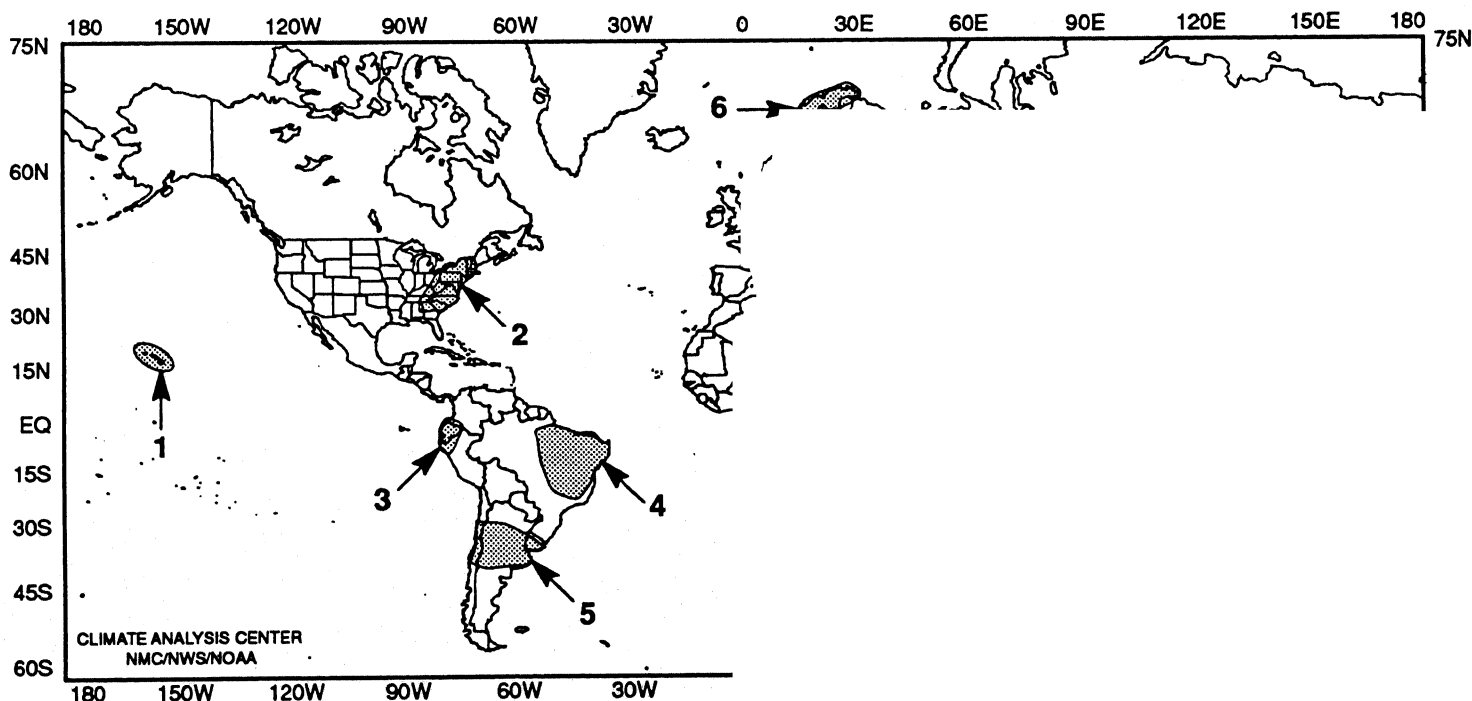 180 150W 120W 90W 60W 30W 0 30E 60E 90E 120E 150E 180
75N 75N
6
60N
45N
30N
2
15N
1
EQ
3
15S
4
30S
45S
5
CLIMATE ANALYSIS CENTER
NMC/NWS/NOAA
60S
180 150W 120W 90W 60W 30W